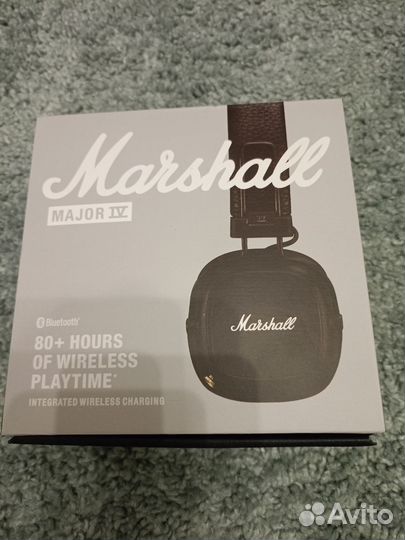 Marshall
MAJOR IV
Bluetooth®
80+ HOURS
OF WIRELESS
PLAYTIME*
INTEGRATED WIRELESS CHARGING
Marshall
Avito